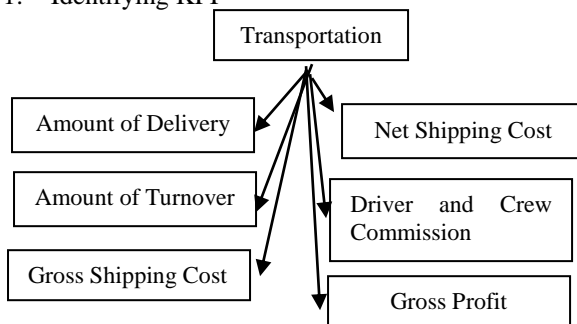 1. Identifying KPI
Transportation
Amount of Delivery
Net Shipping Cost
Amount of Turnover
Driver and Crew
Commission
Gross Shipping Cost
Gross Profit